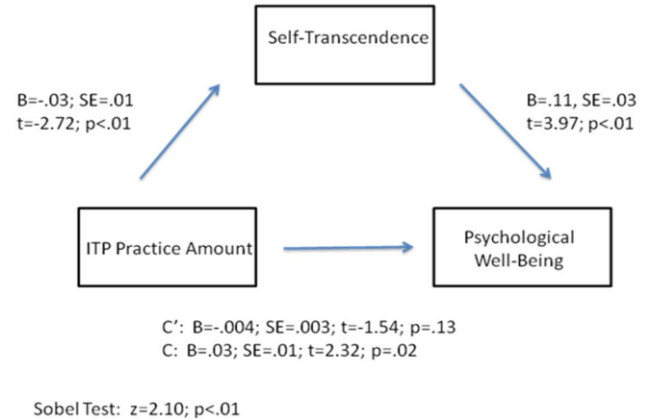 Self-Transcendence
B=-.03; SE=.01
t=-2.72; p<.01
B=.11, SE=.03
t=3.97; p<.01
ITP Practice Amount
Psychological
Well-Being
C’: B=-.004; SE=.003; t=-1.54; p=.13
C: B=.03; SE=.01; t=2.32; p=.02
Sobel Test: z=2.10; p<.01